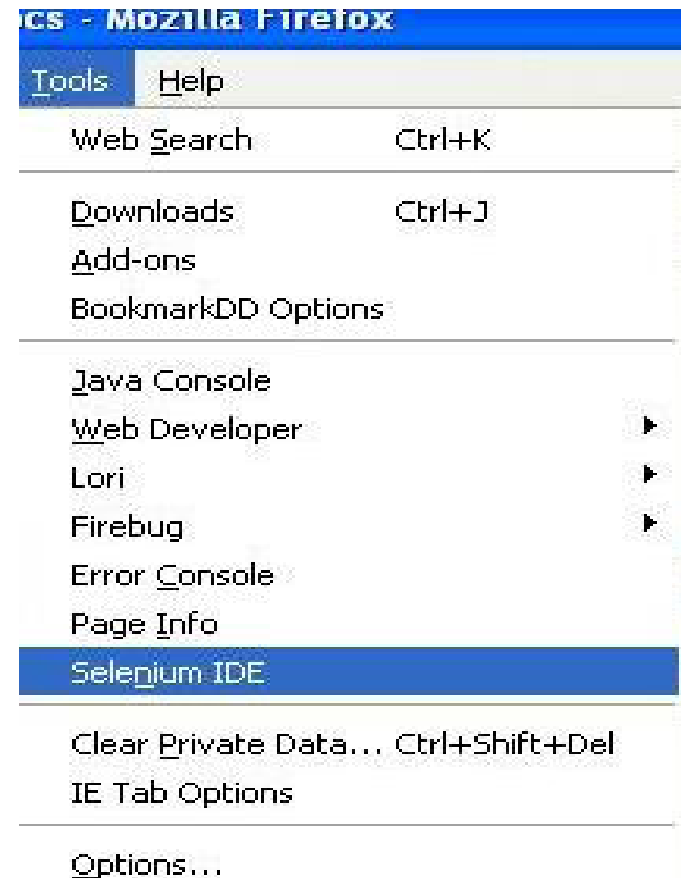 cs - Mozilla Firefox
Tools Help
Web Search Ctrl+K
Downloads Ctrl+J
Add-ons
BookmarkDD Options
Java Console
Web Developer
Lori
Firebug
Error Console
Page Info
Selenium IDE
Clear Private Data... Ctrl+Shift+Del
IE Tab Options
Options...